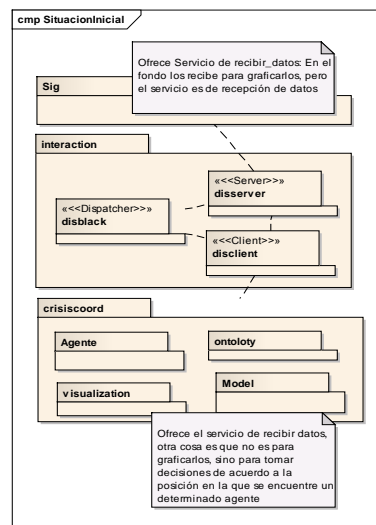 cmp SituacionInicial
Ofrece Servicio de recibir_datos: En el
fondo los recibe para graficarlos, pero
el servicio es de recepción de datos
Sig
interaction
«<<Server>>»
disserver
«<<Dispatcher>>»
disblack
«<<Client>>»
disclient
crisiscoord
Agente
ontoloty
visualization
Model
Ofrece el servicio de recibir datos,
otra cosa es que no es para
graficarlos, sino para tomar
decisiones de acuerdo a la
posición en la que se encuentre un
determinado agente